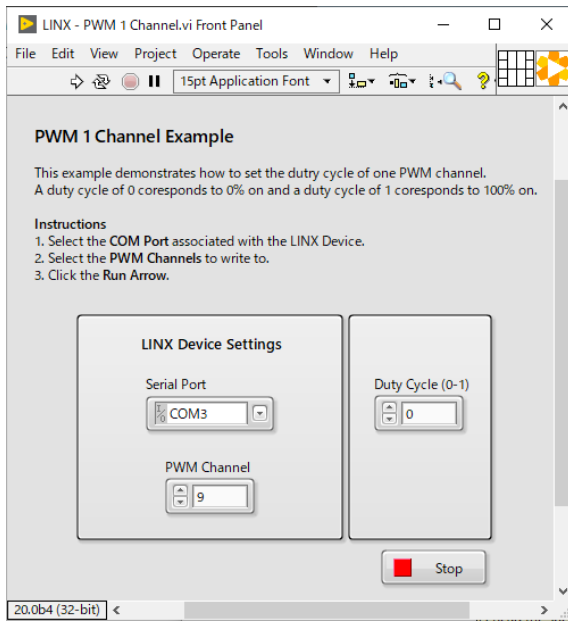 LINX - PWM 1 Channel.vi Front Panel
File Edit View Project Operate Tools Window Help
15pt Application Font
PWM 1 Channel Example
This example demonstrates how to set the dutry cycle of one PWM channel.
A duty cycle of 0 coresponds to 0% on and a duty cycle of 1 coresponds to 100% on.
Instructions
1. Select the COM Port associated with the LINX Device.
2. Select the PWM Channels to write to.
3. Click the Run Arrow.
LINX Device Settings
Serial Port
COM3
PWM Channel
9
Duty Cycle (0-1)
0
Stop
20.0b4 (32-bit)